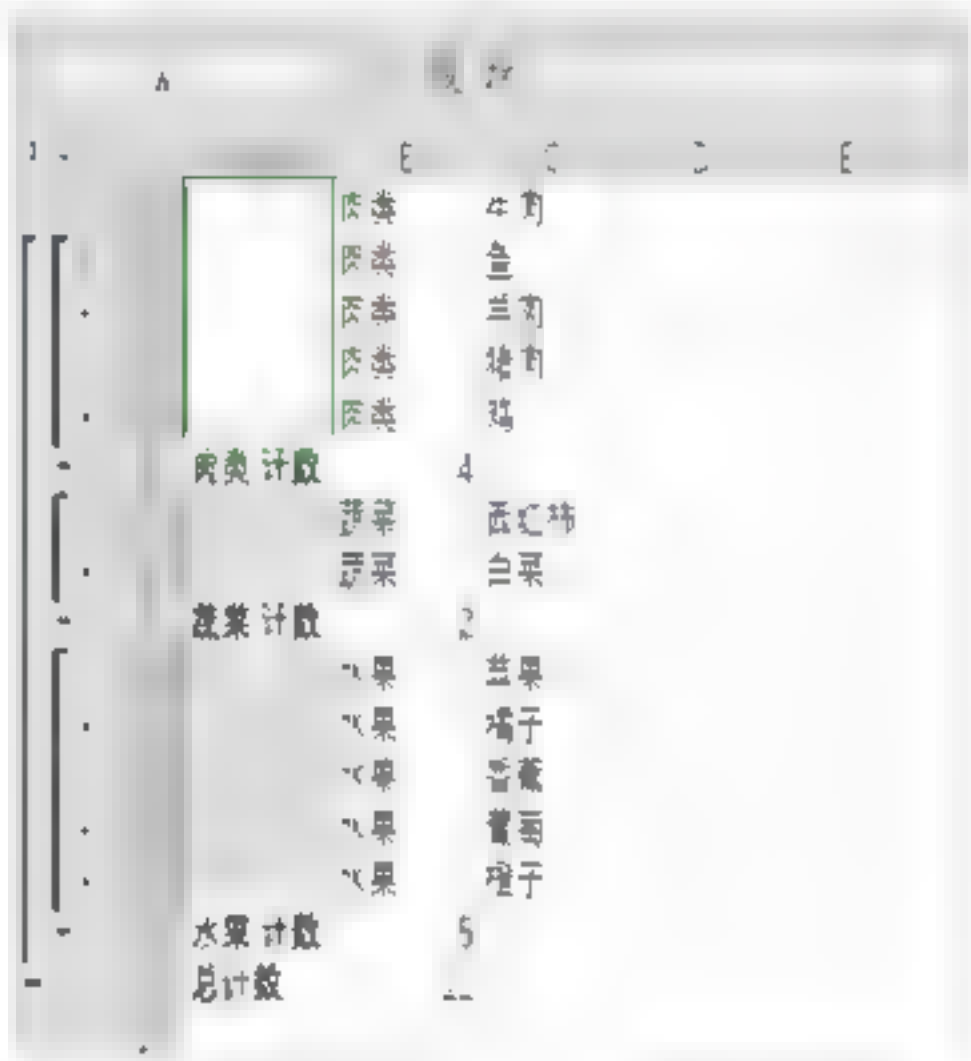 A
E C D E
肉类 牛肉
肉类 鱼
肉类 羊肉
肉类 猪肉
肉类 鸡
肉类 计数 4
蔬菜 西红柿
蔬菜 白菜
蔬菜 计数 2
水果 苹果
水果 橘子
水果 香蕉
水果 葡萄
水果 橙子
水果 计数 5
总计数